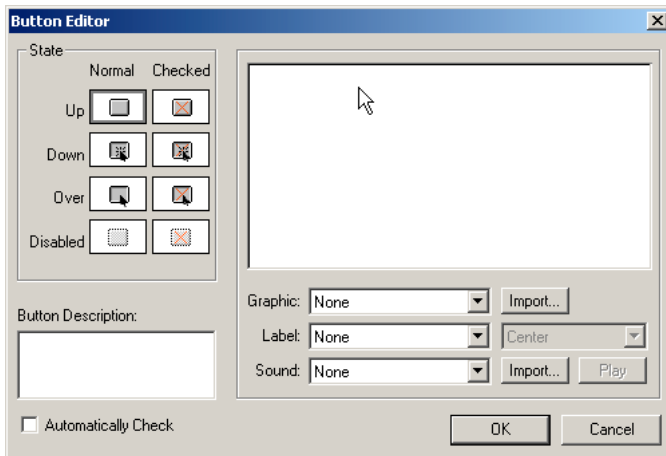 Button Editor
State
Normal Checked
Up
Down
Over
Disabled
Button Description:
Automatically Check
Graphic: None Import...
Label: None Center
Sound: None Import... Play
OK Cancel